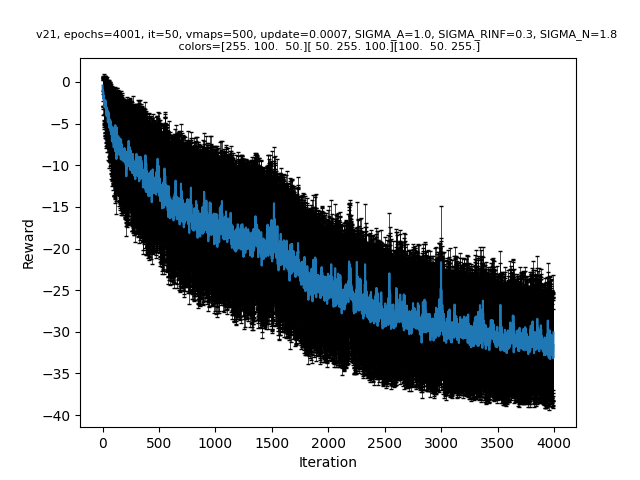 v21, epochs=4001, it=50, vmaps=500, update=0.0007, SIGMA_A=1.0, SIGMA_RINF=0.3, SIGMA_N=1.8
colors=[255. 100.  50.][ 50. 255. 100.][100.  50. 255.]
0
−5
−10
−15
−20
−25
−30
−35
−40
Reward
0 500 1000 1500 2000 2500 3000 3500 4000
Iteration